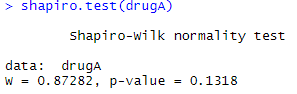 > shapiro.test(drugA)
Shapiro-Wilk normality test
data:  drugA
W = 0.87282, p-value = 0.1318